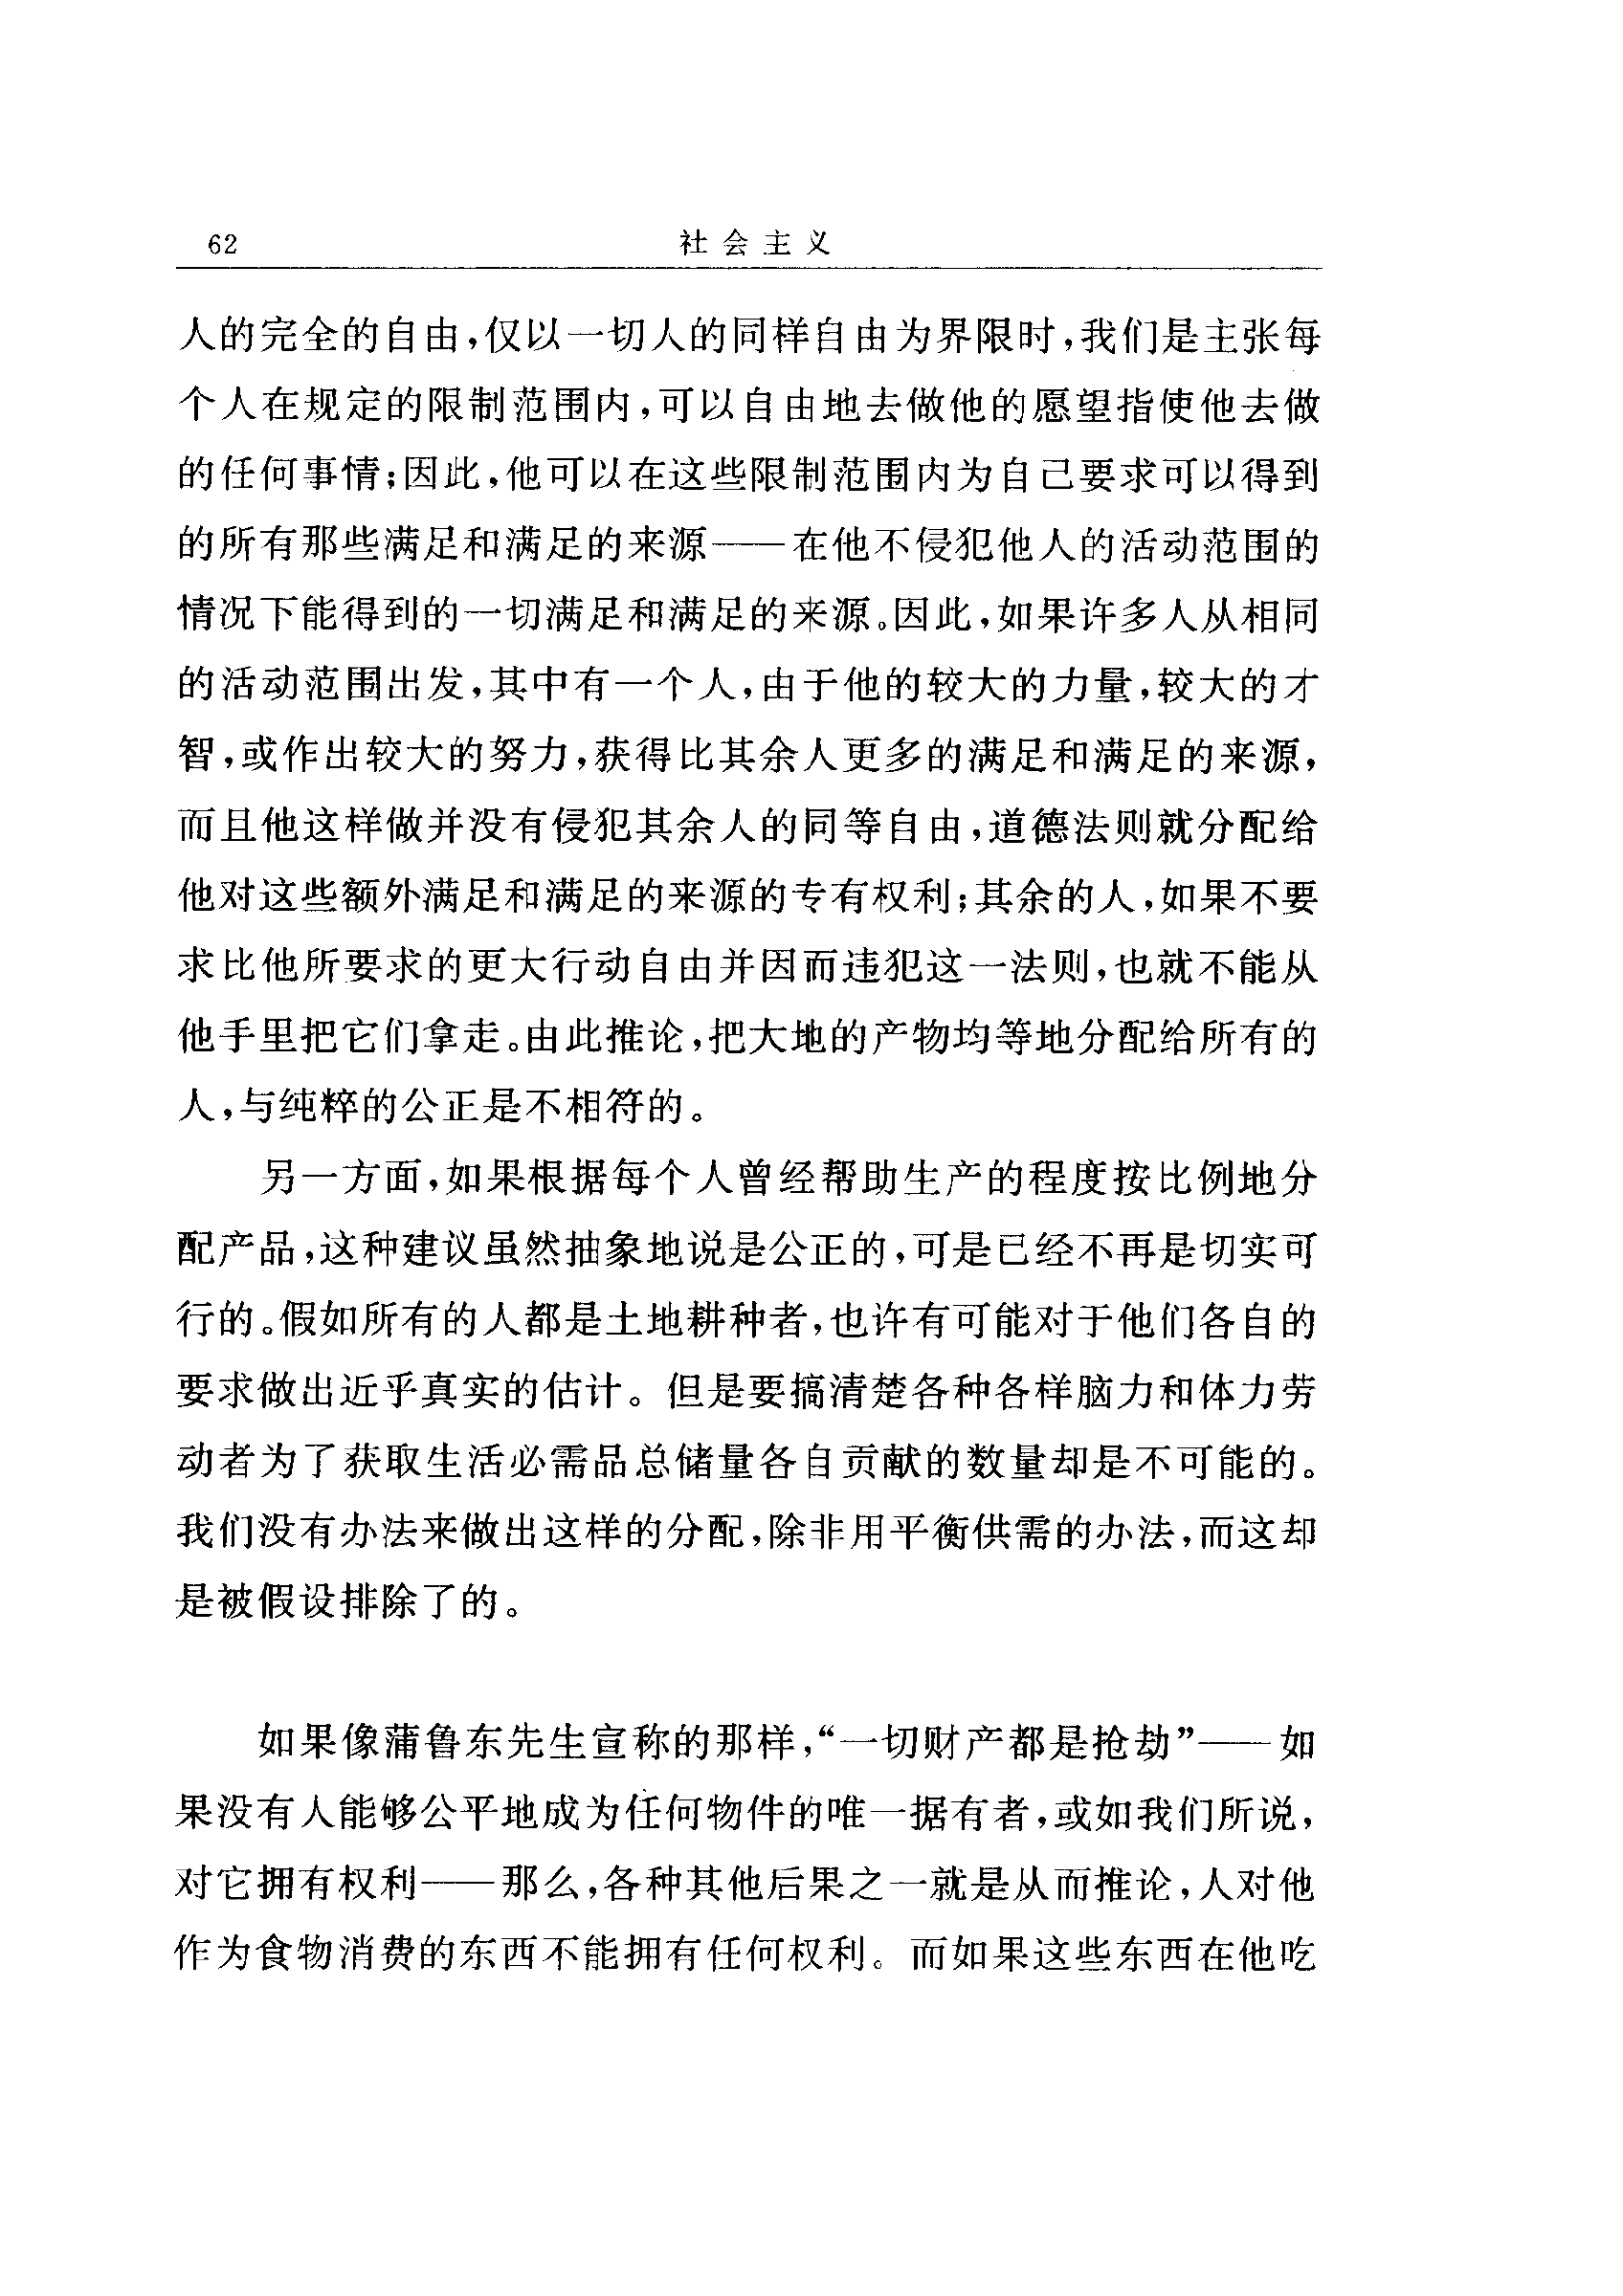 62 社会主义
人的完全的自由,仅以一切人的同样自由为界限时,我们是主张每
个人在规定的限制范围内,可以自由地去做他的愿望指使他去做
的任何事情;因此,他可以在这些限制范围内为自己要求可以得到
的所有那些满足和满足的来源——在他不侵犯他人的活动范围的
情况下能得到的一切满足和满足的来源。因此,如果许多人从相同
的活动范围出发,其中有一个人,由于他的较大的力量,较大的才
智,或作出较大的努力,获得比其余人更多的满足和满足的来源,
而且他这样做并没有侵犯其余人的同等自由,道德法则就分配给
他对这些额外满足和满足的来源的专有权利;其余的人,如果不要
求比他所要求的更大行动自由并因而违犯这一法则,也就不能从
他手里把它们拿走。由此推论,把大地的产物均等地分配给所有的
人,与纯粹的公正是不相符的。
另一方面,如果根据每个人曾经帮助生产的程度按比例地分
配产品,这种建议虽然抽象地说是公正的,可是已经不再是切实可
行的。假如所有的人都是土地耕种者,也许有可能对于他们各自的
要求做出近乎真实的估计。但是要搞清楚各种各样脑力和体力劳
动者为了获取生活必需品总储量各自贡献的数量却是不可能的。
我们没有办法来做出这样的分配,除非用平衡供需的办法,而这却
是被假设排除了的。
如果像蒲鲁东先生宣称的那样,“一切财产都是抢劫”——如
果没有人能够公平地成为任何物件的唯一据有者,或如我们所说,
对它拥有权利——那么,各种其他后果之一就是从而推论,人对他
作为食物消费的东西不能拥有任何权利。而如果这些东西在他吃